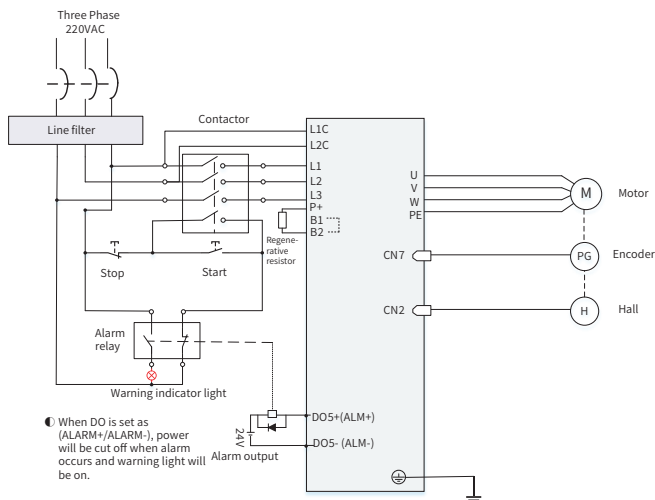 Three Phase
220VAC
Line filter
Contactor
L1C
L2C
L1
L2
L3
P+
B1
B2
Regene-
rative
resistor
U
V
W
PE
M
Motor
CN7
PG
Encoder
CN2
H
Hall
Stop
Start
Alarm
relay
Warning indicator light
When DO is set as
(ALARM+/ALARM-), power
will be cut off when alarm
occurs and warning light will
be on.
24V
Alarm output
DO5+(ALM+)
DO5- (ALM-)